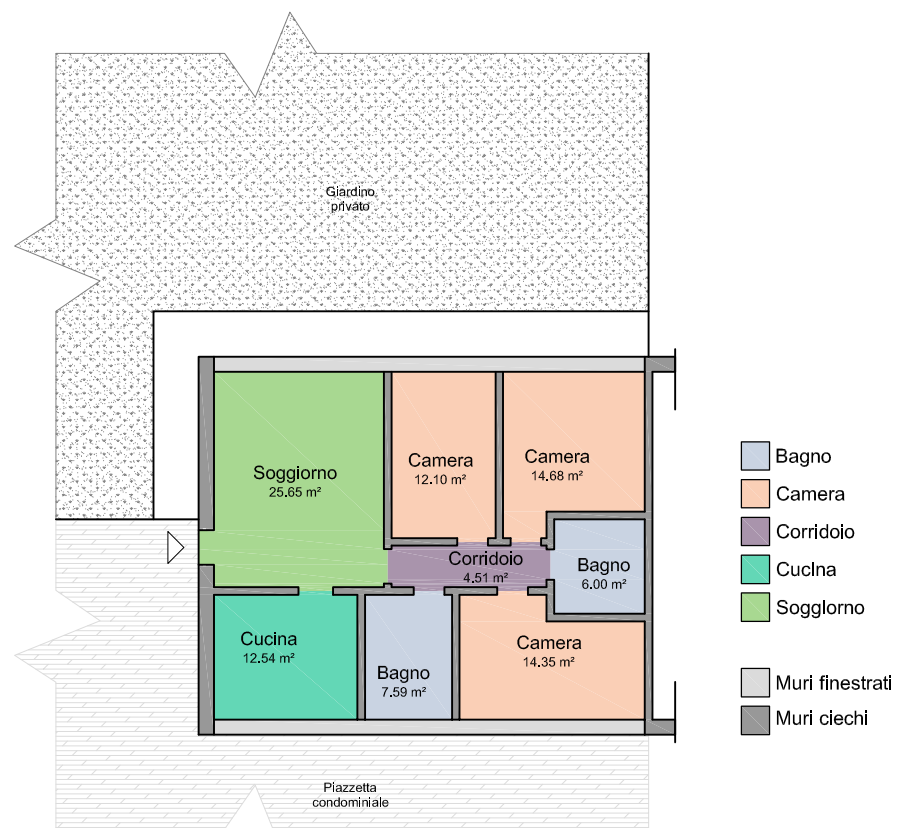 Giardino
privato
Soggiorno
25.65 m²
Camera
12.10 m²
Camera
14.68 m²
Corridoio
4.51 m²
Bagno
6.00 m²
Cucina
12.54 m²
Bagno
7.59 m²
Camera
14.35 m²
Piazzetta
condominiale
Bagno
Camera
Corridoio
CucIna
SoggIorno
Muri finestrati
Muri ciechi